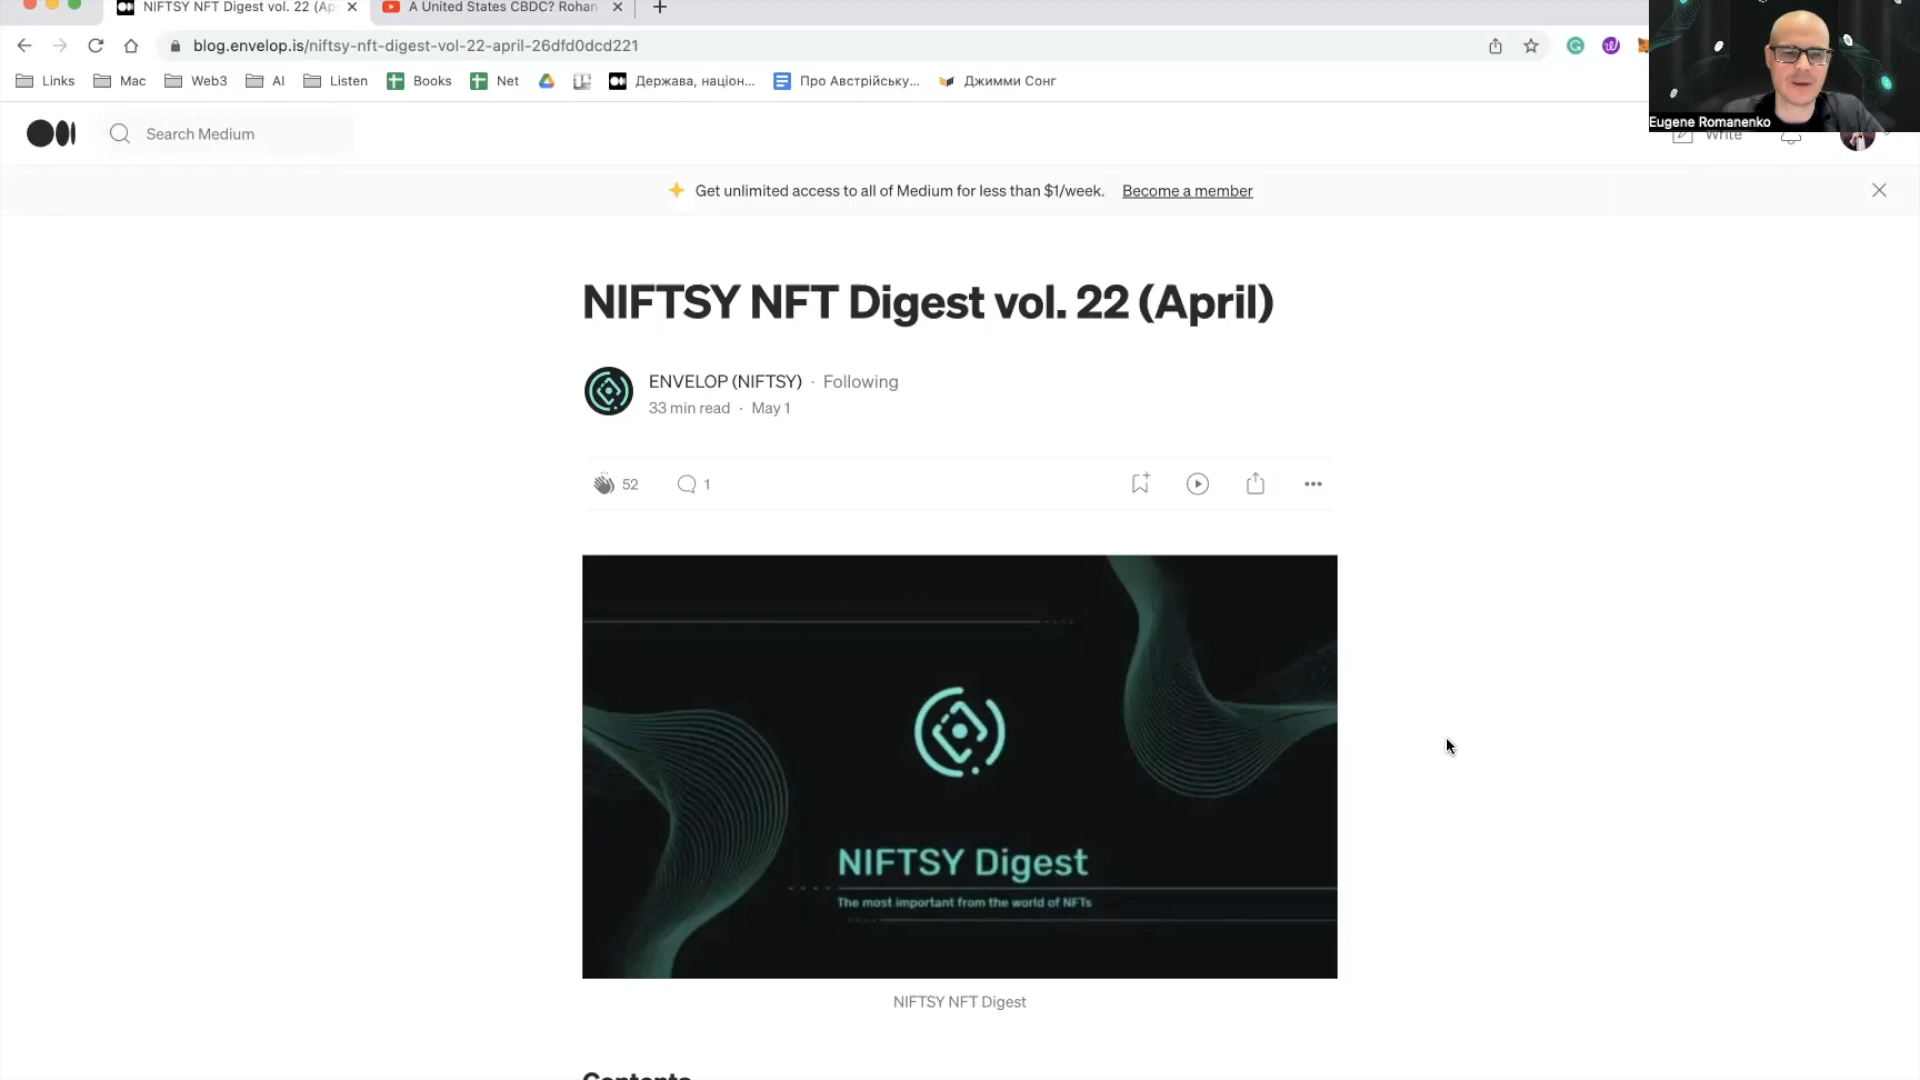 NIFTSY NFT Digest vol. 22 (Ap
A United States CBDC? Rohan
blog.envelop.is/niftsy-nft-digest-vol-22-april-26dfd0dcd221
Links Mac Web3 AI Listen Books Net Держава, націон... Про Австрійську... Джимми Сонг
Eugene Romanenko
Search Medium
Write
Get unlimited access to all of Medium for less than $1/week. Become a member
NIFTSY NFT Digest vol. 22 (April)
ENVELOP (NIFTSY) · Following
33 min read · May 1
52 1
NIFTSY Digest
The most important from the world of NFTs
NIFTSY NFT Digest
Contents